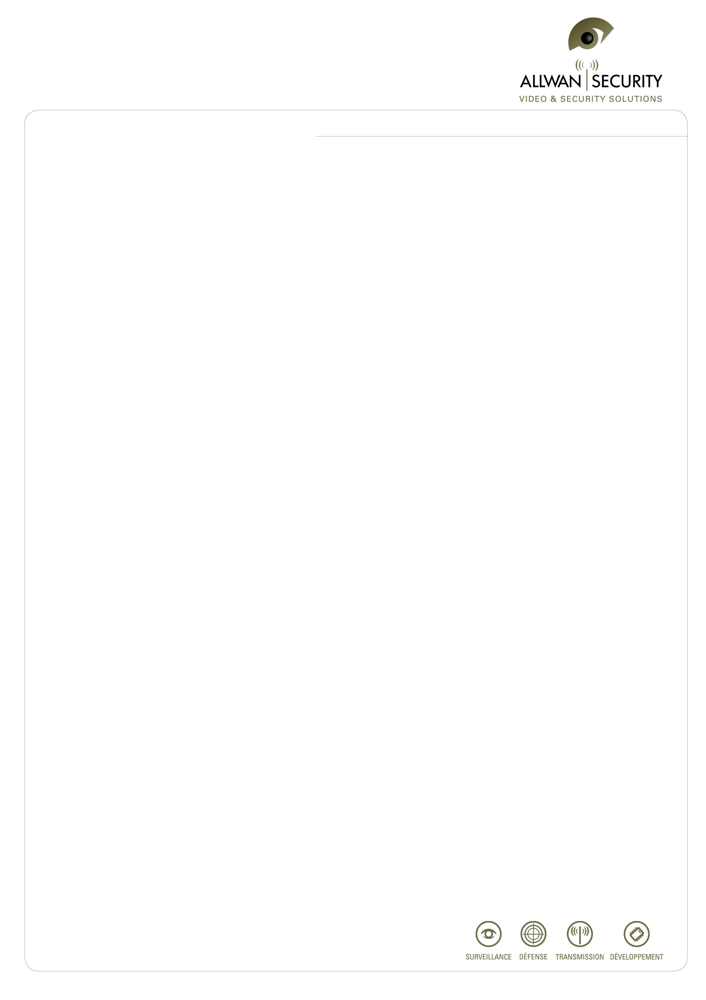 ALLWAN SECURITY
VIDEO & SECURITY SOLUTIONS
SURVEILLANCE DÉFENSE TRANSMISSION DÉVELOPPEMENT